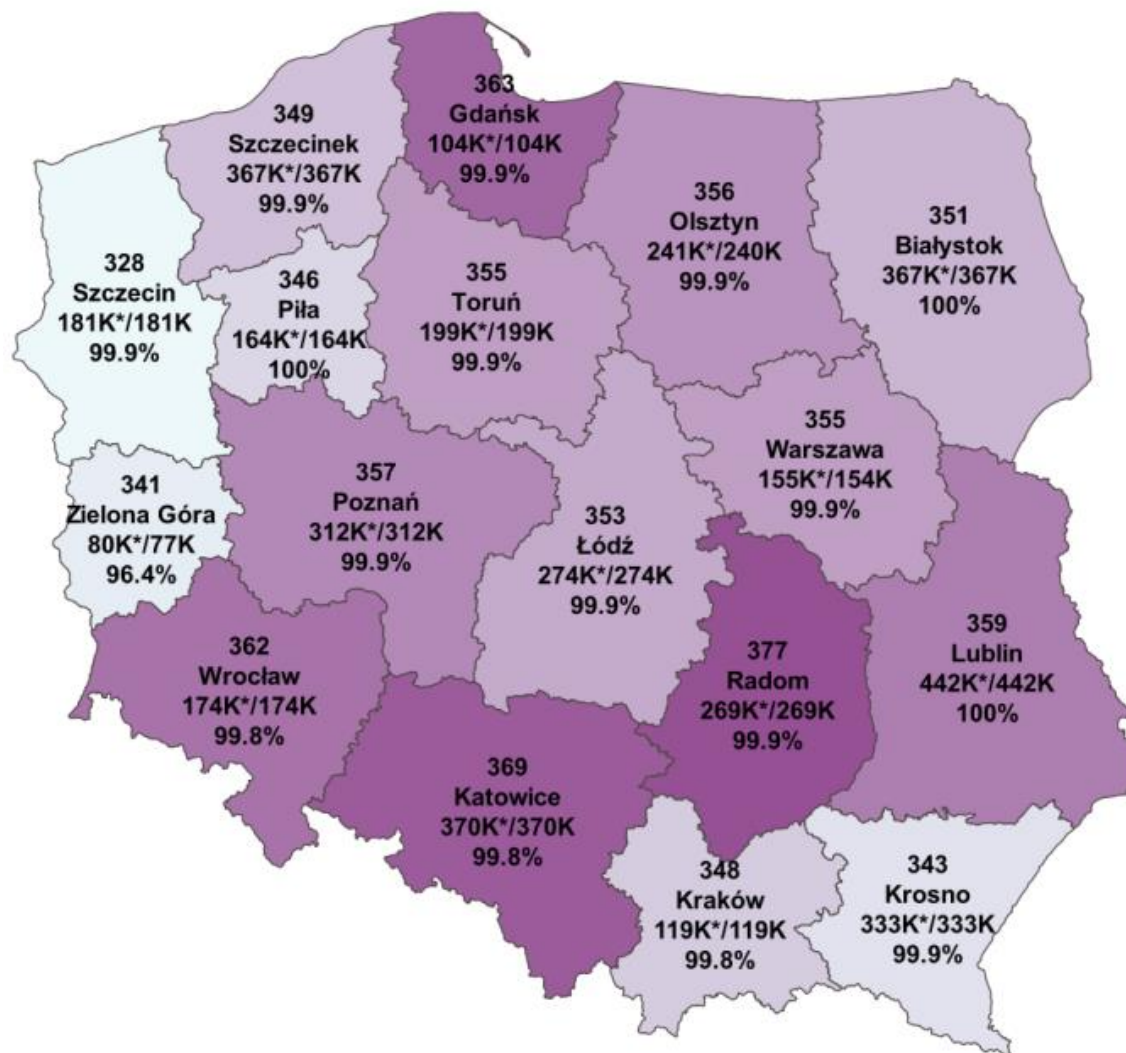 363
Gdańsk
104K*/104K
99.9%
349
Szczecinek
367K*/367K
99.9%
356
Olsztyn
241K*/240K
99.9%
351
Białystok
367K*/367K
100%
328
Szczecin
181K*/181K
99.9%
346
Piła
164K*/164K
100%
355
Toruń
199K*/199K
99.9%
355
Warszawa
155K*/154K
99.9%
341
Zielona Góra
80K*/77K
96.4%
357
Poznań
312K*/312K
99.9%
353
Łódź
274K*/274K
99.9%
359
Lublin
442K*/442K
100%
362
Wrocław
174K*/174K
99.8%
377
Radom
269K*/269K
99.9%
369
Katowice
370K*/370K
99.8%
348
Kraków
119K*/119K
99.8%
343
Krosno
333K*/333K
99.9%